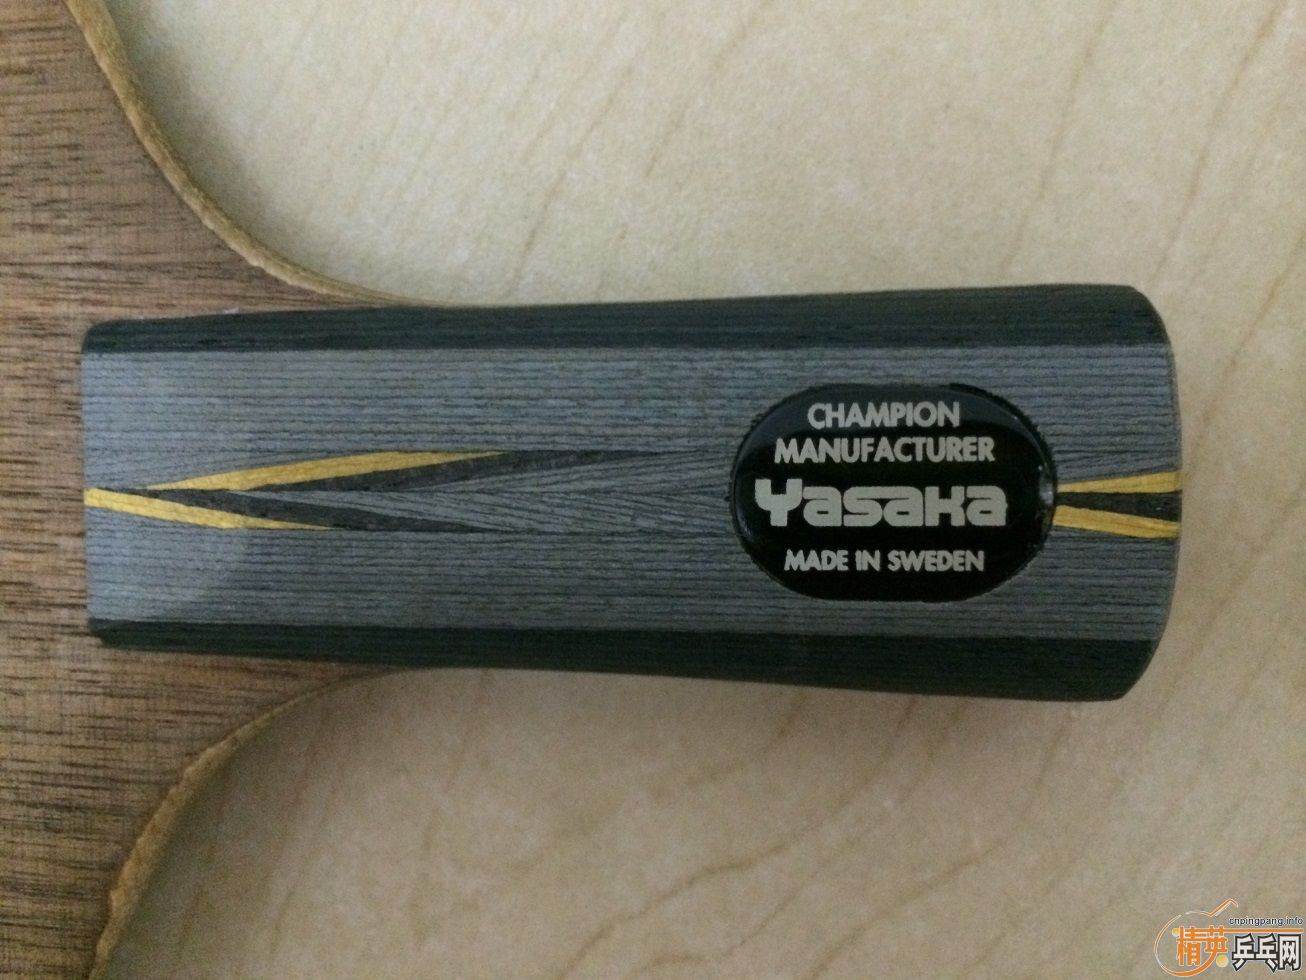 CHAMPION
MANUFACTURER
Yasaka
MADE IN SWEDEN
cnpingpang.info
精英乒乓网